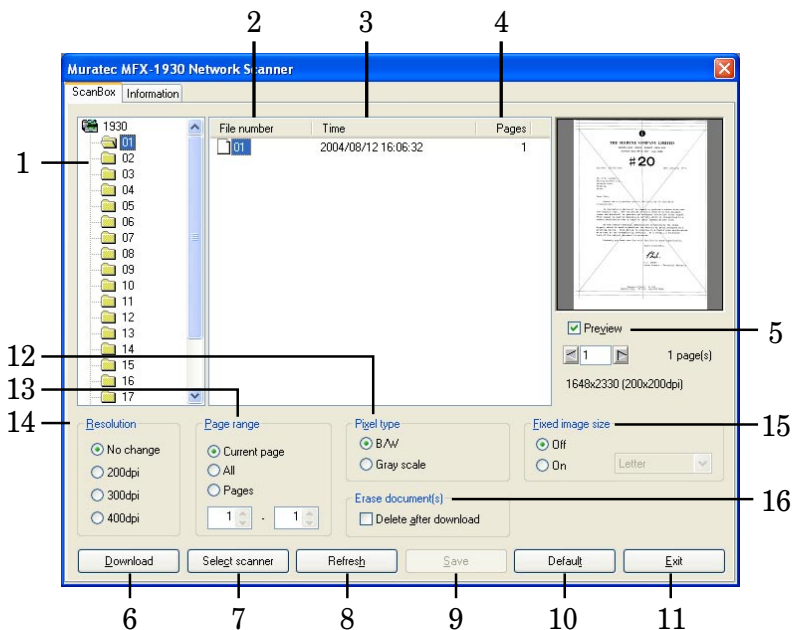 2 3 4
Muratec MFX-1930 Network Scanner
ScanBox Information
File number Time Pages
1930
01 01 2004/08/12 16:06:32 1
1
02
03
04
05
06
07
08
09
10
11
12
13
14
15
16
17
THE SLEREXE COMPANY LIMITED
#20
Preview 5
1 1 page(s)
1648x2330 (200x200dpi)
12
13
14 Resolution Page range Pixel type Fixed image size 15
No change Current page B/W Off
200dpi All Gray scale On Letter
300dpi Pages
Erase document(s) 16
400dpi 1 . 1 Delete after download
Download Select scanner Refresh Save Default Exit
6 7 8 9 10 11